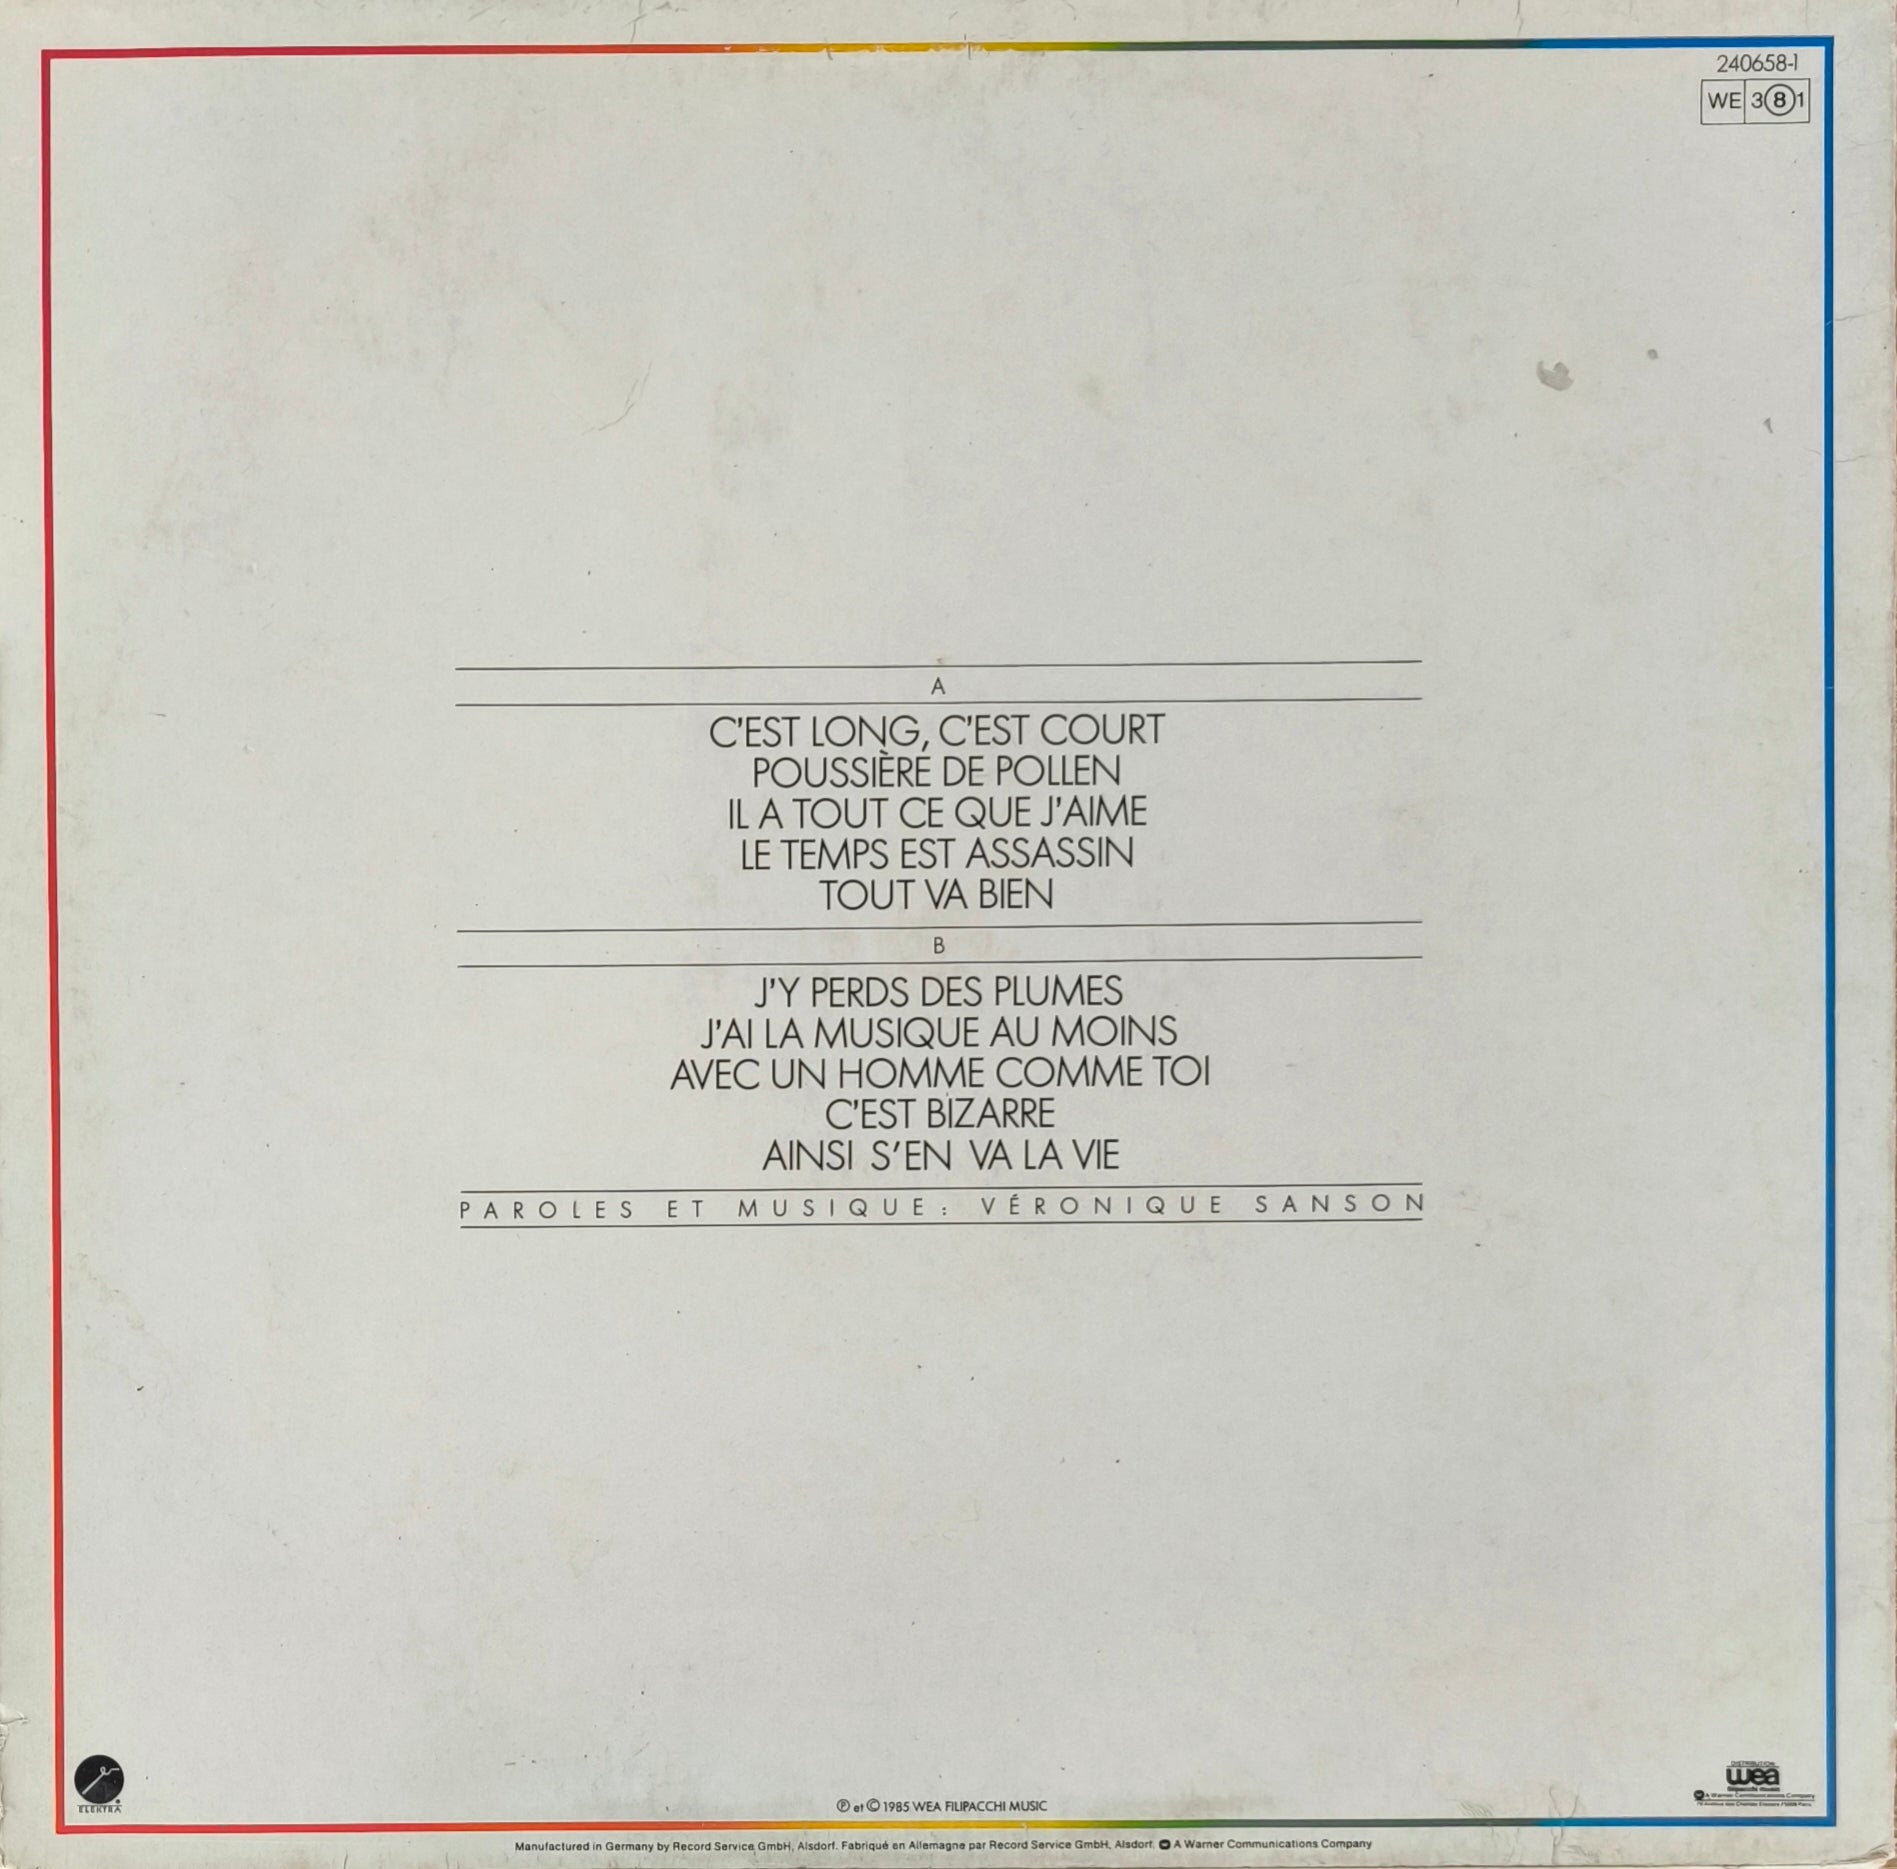 240658-1
WE 381
A
C'EST LONG, C'EST COURT
POUSSIÈRE DE POLLEN
IL A TOUT CE QUE J'AIME
LE TEMPS EST ASSASSIN
TOUT VA BIEN
B
J'Y PERDS DES PLUMES
J'AI LA MUSIQUE AU MOINS
AVEC UN HOMME COMME TOI
C'EST BIZARRE
AINSI S'EN VA LA VIE
PAROLES ET MUSIQUE: VÉRONIQUE SANSON
ELEKTRA
Ⓟ et © 1985 WEA FILIPACCHI MUSIC
DISTRIBUTION
wea
filipacchi music
A Warner Communications Company
Manufactured in Germany by Record Service GmbH, Alsdorf. Fabriqué en Allemagne par Record Service GmbH, Alsdorf. A Warner Communications Company